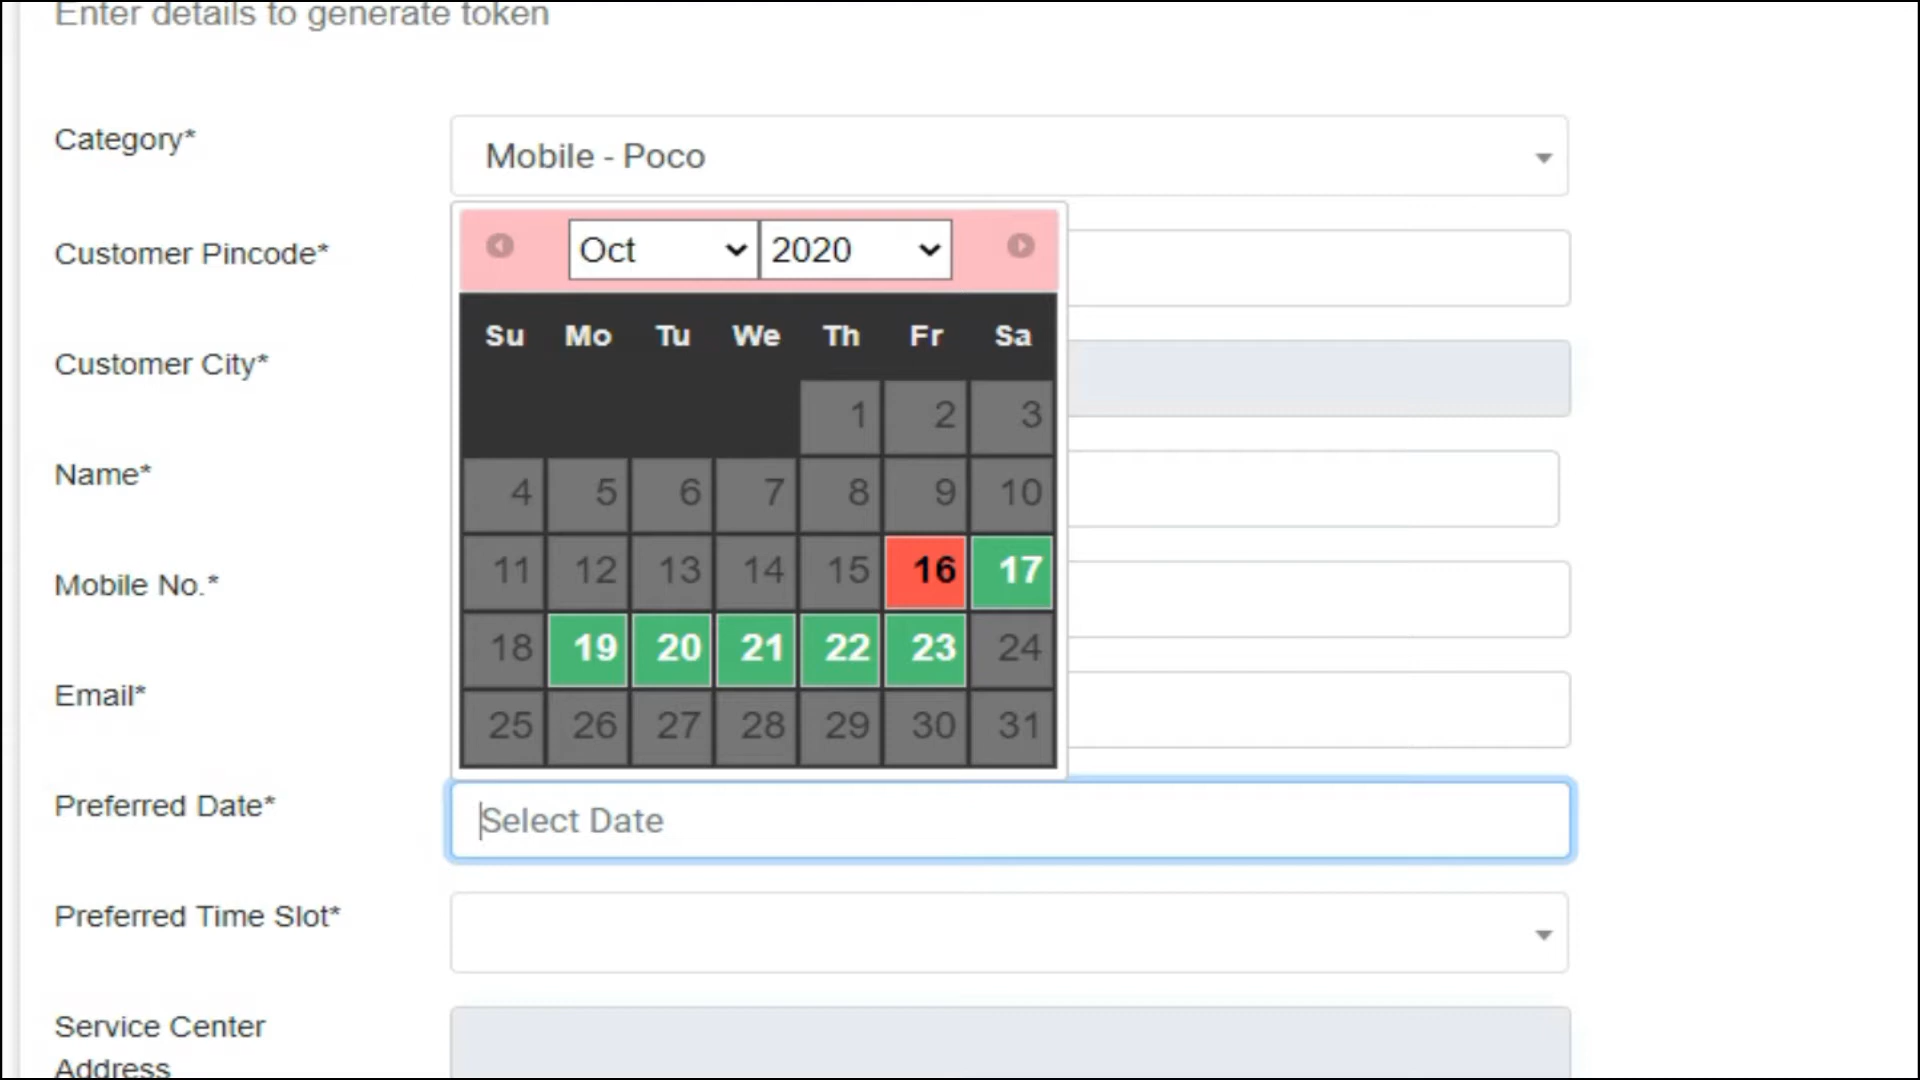 Enter details to generate token
Category*
Mobile - Poco
Customer Pincode*
Oct 2020
Su Mo Tu We Th Fr Sa
1 2 3
4 5 6 7 8 9 10
11 12 13 14 15 16 17
18 19 20 21 22 23 24
25 26 27 28 29 30 31
Customer City*
Name*
Mobile No.*
Email*
Preferred Date*
Select Date
Preferred Time Slot*
Service Center
Address